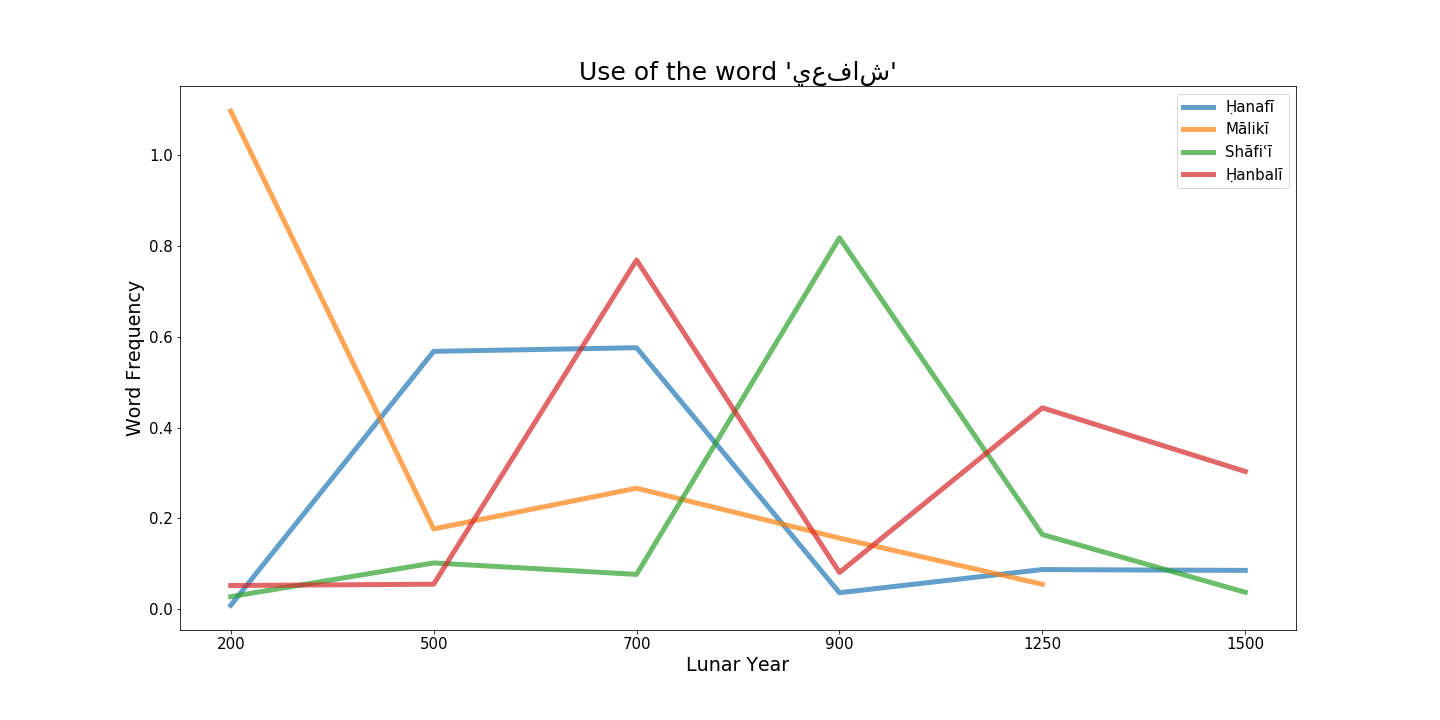 Use of the word 'شافعي'
Word Frequency
1.0
0.8
0.6
0.4
0.2
0.0
200 500 700 900 1250 1500
Lunar Year
Ḥanafī
Mālikī
Shāfiʿī
Ḥanbalī